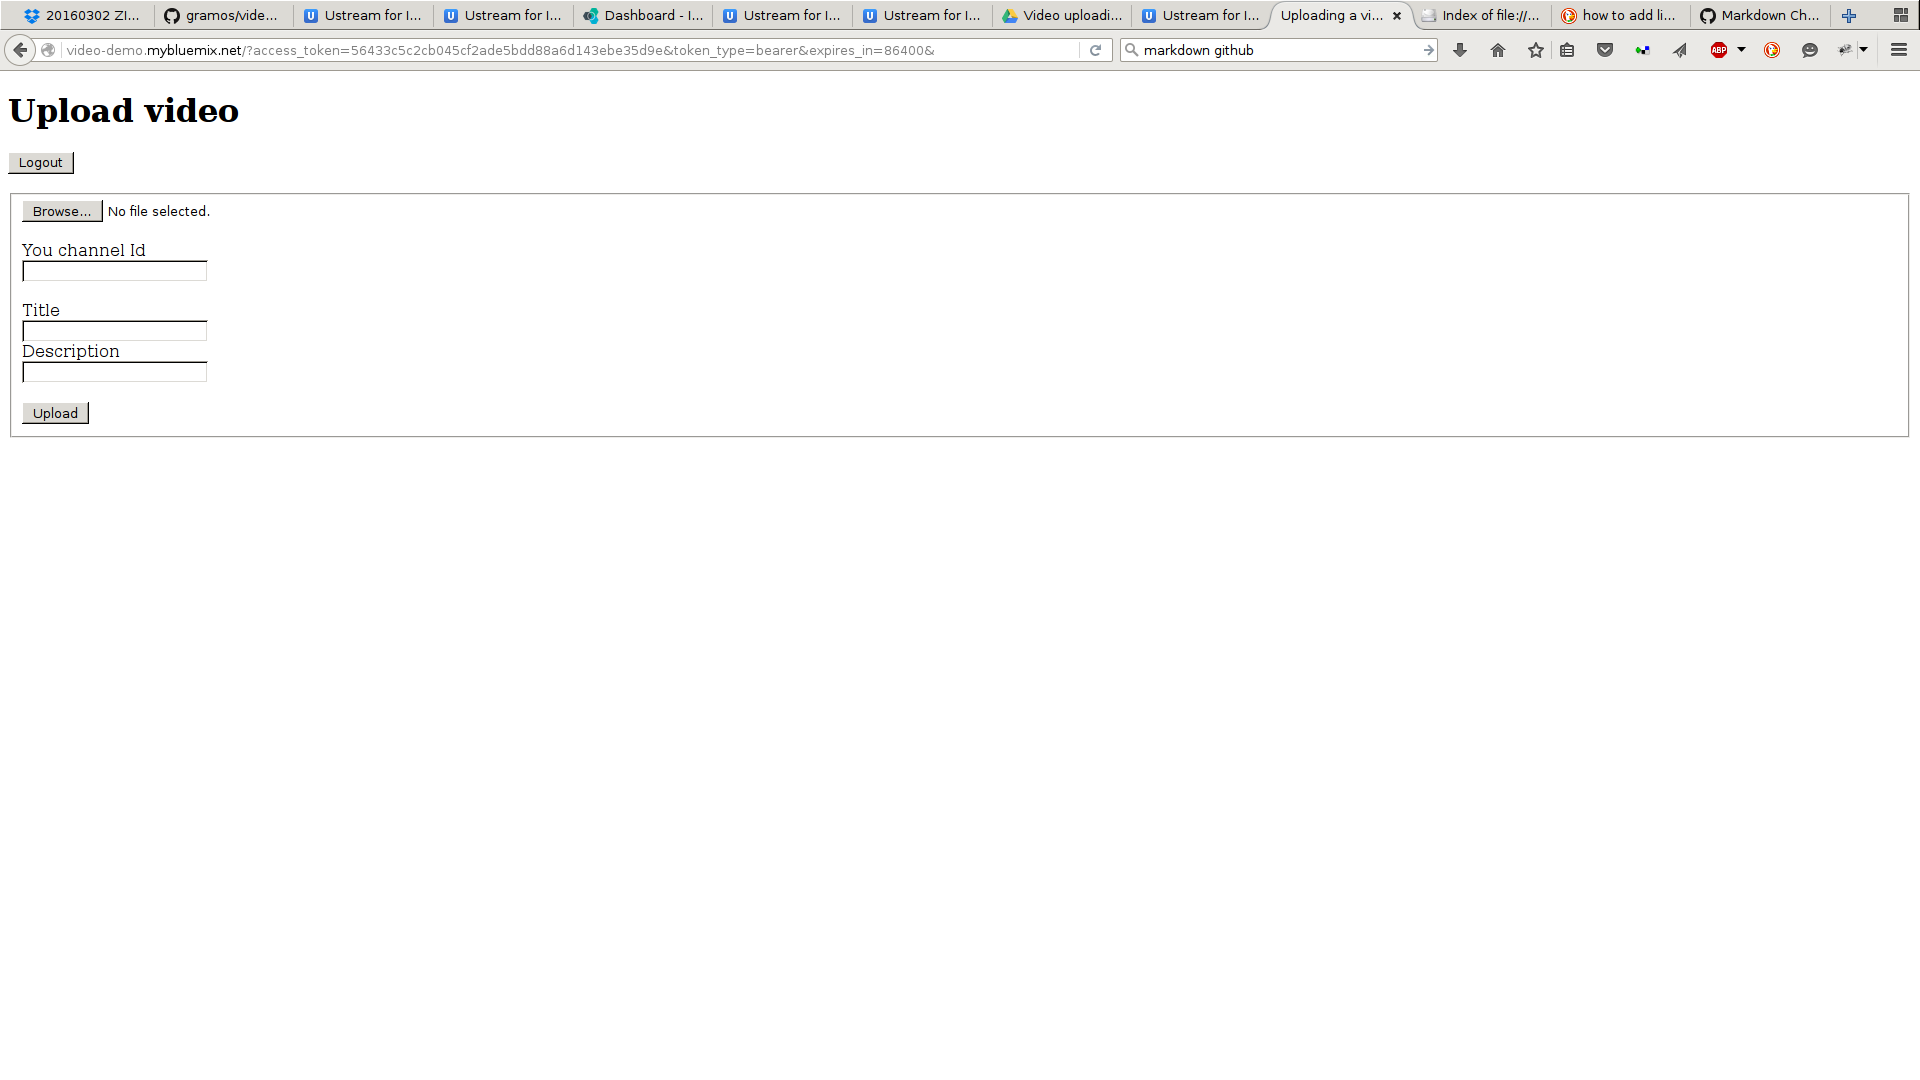 20160302 ZI...
gramos/vide...
Ustream for I...
Ustream for I...
Dashboard - I...
Ustream for I...
Ustream for I...
Video uploadi...
Ustream for I...
Uploading a vi...
Index of file://...
how to add li...
Markdown Ch...
video-demo.mybluemix.net/?access_token=56433c5c2cb045cf2ade5bdd88a6d143ebe35d9e&token_type=bearer&expires_in=86400&
markdown github
ABP
Upload video
Logout
Browse... No file selected.
You channel Id
Title
Description
Upload